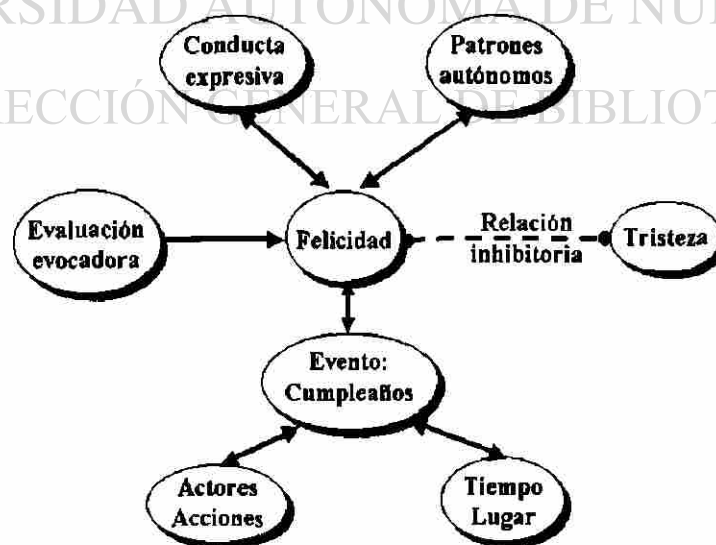 RSIDAD AUTÓNOMA DE NU
Conducta
expresiva
Patrones
autónomos
RECCIÓN GENERAL DE BIBLIOT
Evaluación
evocadora
Felicidad
Relación
inhibitoria
Tristeza
Evento:
Cumpleaños
Actores
Acciones
Tiempo
Lugar